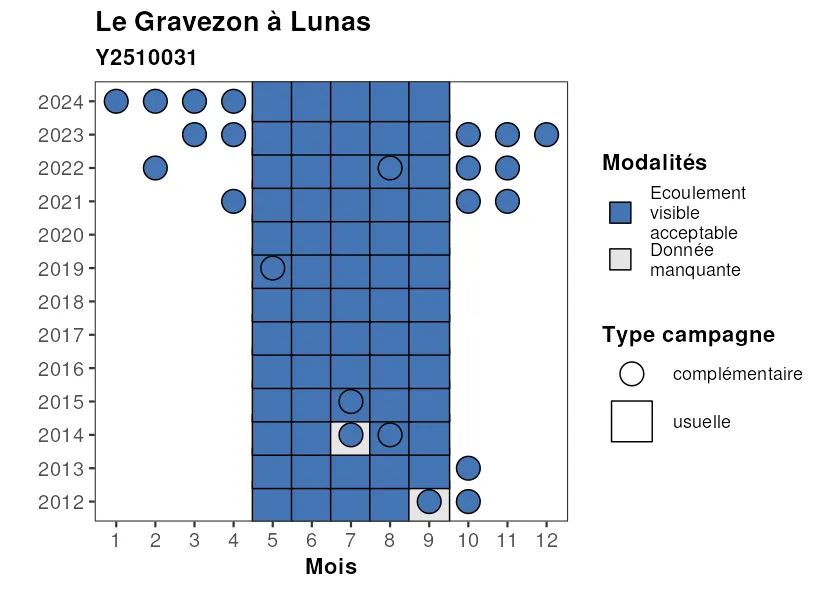 Le Gravezon à Lunas
Y2510031
2024
2023
2022
2021
2020
2019
2018
2017
2016
2015
2014
2013
2012
1 2 3 4 5 6 7 8 9 10 11 12
Mois
Modalités
Ecoulement
visible
acceptable
Donnée
manquante
Type campagne
complémentaire
usuelle